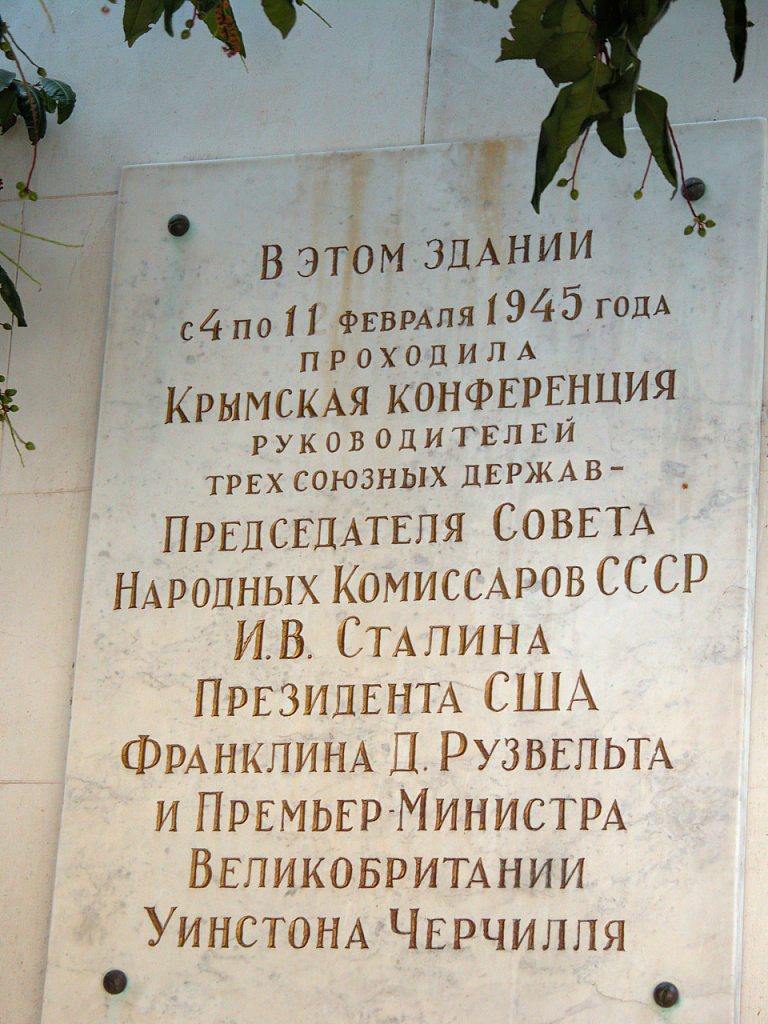 В этом здании
с 4 по 11 февраля 1945 года
проходила
Крымская конференция
руководителей
трех союзных держав –
Председателя Совета
Народных Комиссаров СССР
И.В. Сталина
Президента США
Франклина Д. Рузвельта
и Премьер-Министра
Великобритании
Уинстона Черчилля